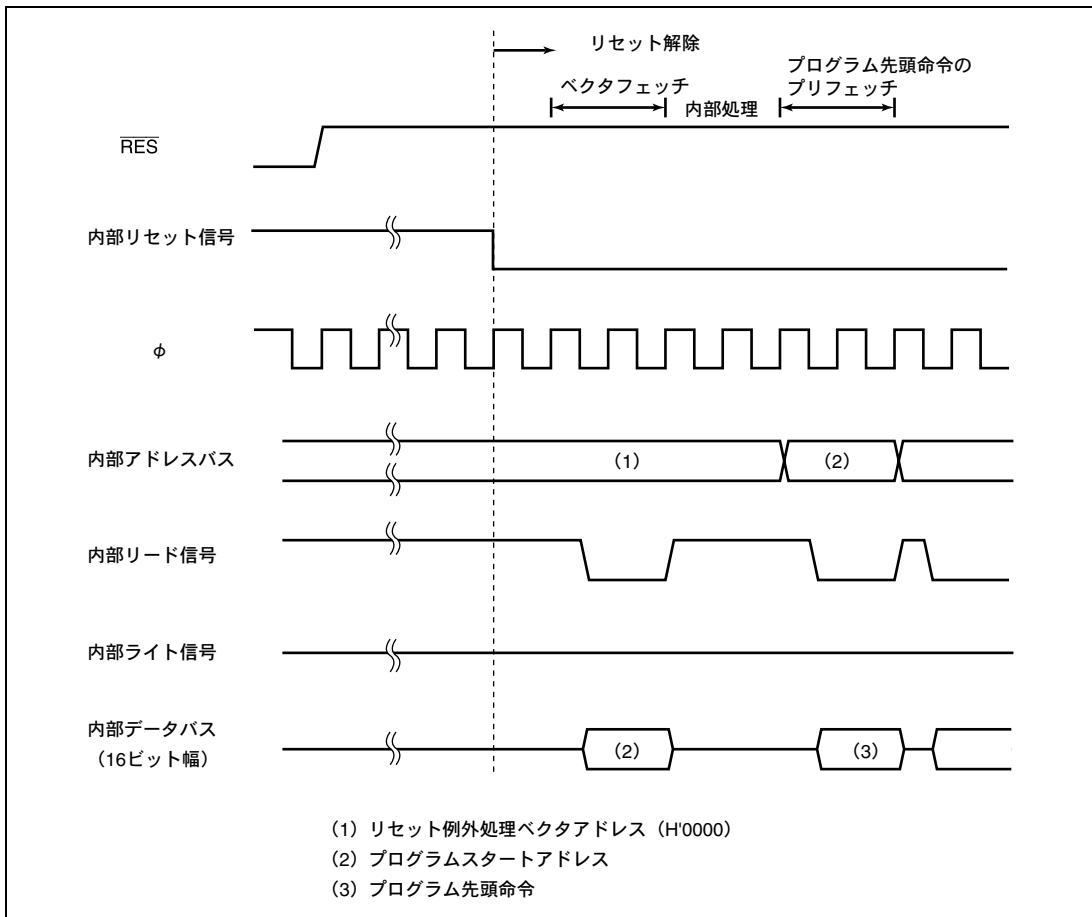 リセット解除
ベクタフェッチ
内部処理
プログラム先頭命令の
プリフェッチ
RES
内部リセット信号
φ
内部アドレスバス
(1)
(2)
内部リード信号
内部ライト信号
内部データバス
（16ビット幅）
(2)
(3)
(1) リセット例外処理ベクタアドレス（H'0000）
(2) プログラムスタートアドレス
(3) プログラム先頭命令